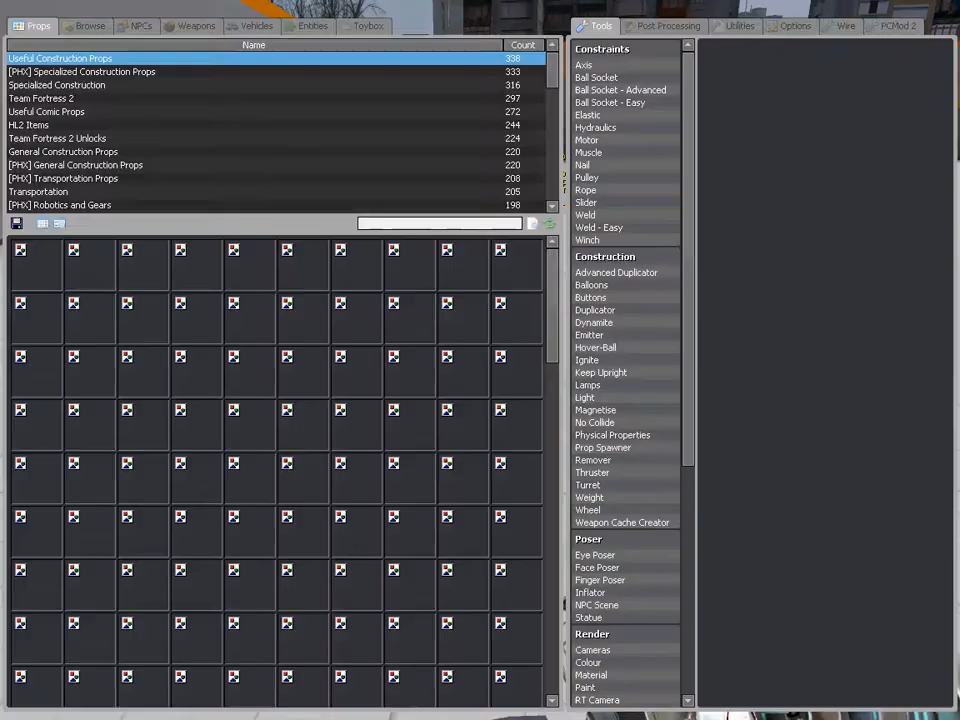 Props Browse NPCs Weapons Vehicles Entities Toybox
Name Count
Useful Construction Props 338
[PHX] Specialized Construction Props 333
Specialized Construction 316
Team Fortress 2 297
Useful Comic Props 272
HL2 Items 244
Team Fortress 2 Unlocks 224
General Construction Props 220
[PHX] General Construction Props 220
[PHX] Transportation Props 208
Transportation 205
[PHX] Robotics and Gears 198
Tools Post Processing Utilities Options Wire PCMod 2
Constraints
Axis
Ball Socket
Ball Socket - Advanced
Ball Socket - Easy
Elastic
Hydraulics
Motor
Muscle
Nail
Pulley
Rope
Slider
Weld
Weld - Easy
Winch
Construction
Advanced Duplicator
Balloons
Buttons
Duplicator
Dynamite
Emitter
Hover-Ball
Ignite
Keep Upright
Lamps
Light
Magnetise
No Collide
Physical Properties
Prop Spawner
Remover
Thruster
Turret
Weight
Wheel
Weapon Cache Creator
Poser
Eye Poser
Face Poser
Finger Poser
Inflator
NPC Scene
Statue
Render
Cameras
Colour
Material
Paint
RT Camera